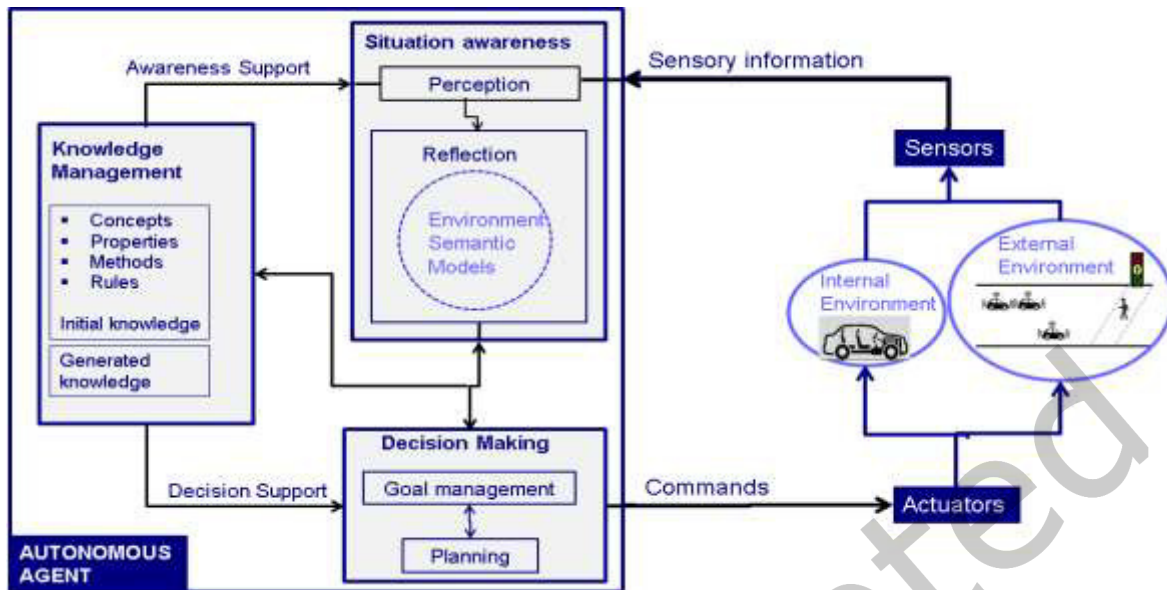 Situation awareness
Awareness Support
Perception
Sensory information
Knowledge
Management
Concepts
Properties
Methods
Rules
Initial knowledge
Generated
knowledge
Reflection
Environment
Semantic
Models
Sensors
Internal
Environment
External
Environment
Decision Making
Decision Support
Goal management
Planning
Commands
Actuators
AUTONOMOUS
AGENT